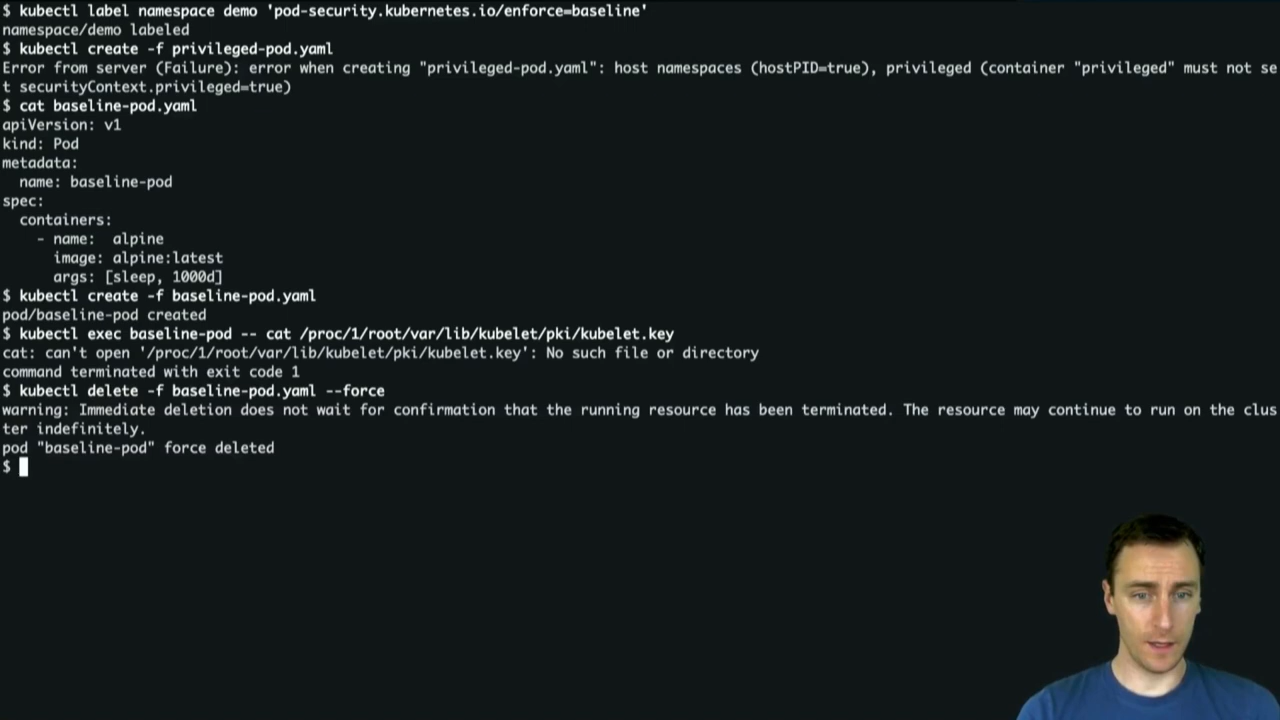 $ kubectl label namespace demo 'pod-security.kubernetes.io/enforce=baseline'
namespace/demo labeled
$ kubectl create -f privileged-pod.yaml
Error from server (Failure): error when creating "privileged-pod.yaml": host namespaces (hostPID=true), privileged (container "privileged" must not se
t securityContext.privileged=true)
$ cat baseline-pod.yaml
apiVersion: v1
kind: Pod
metadata:
  name: baseline-pod
spec:
  containers:
    - name:  alpine
      image: alpine:latest
      args: [sleep, 1000d]
$ kubectl create -f baseline-pod.yaml
pod/baseline-pod created
$ kubectl exec baseline-pod -- cat /proc/1/root/var/lib/kubelet/pki/kubelet.key
cat: can't open '/proc/1/root/var/lib/kubelet/pki/kubelet.key': No such file or directory
command terminated with exit code 1
$ kubectl delete -f baseline-pod.yaml --force
warning: Immediate deletion does not wait for confirmation that the running resource has been terminated. The resource may continue to run on the clus
ter indefinitely.
pod "baseline-pod" force deleted
$